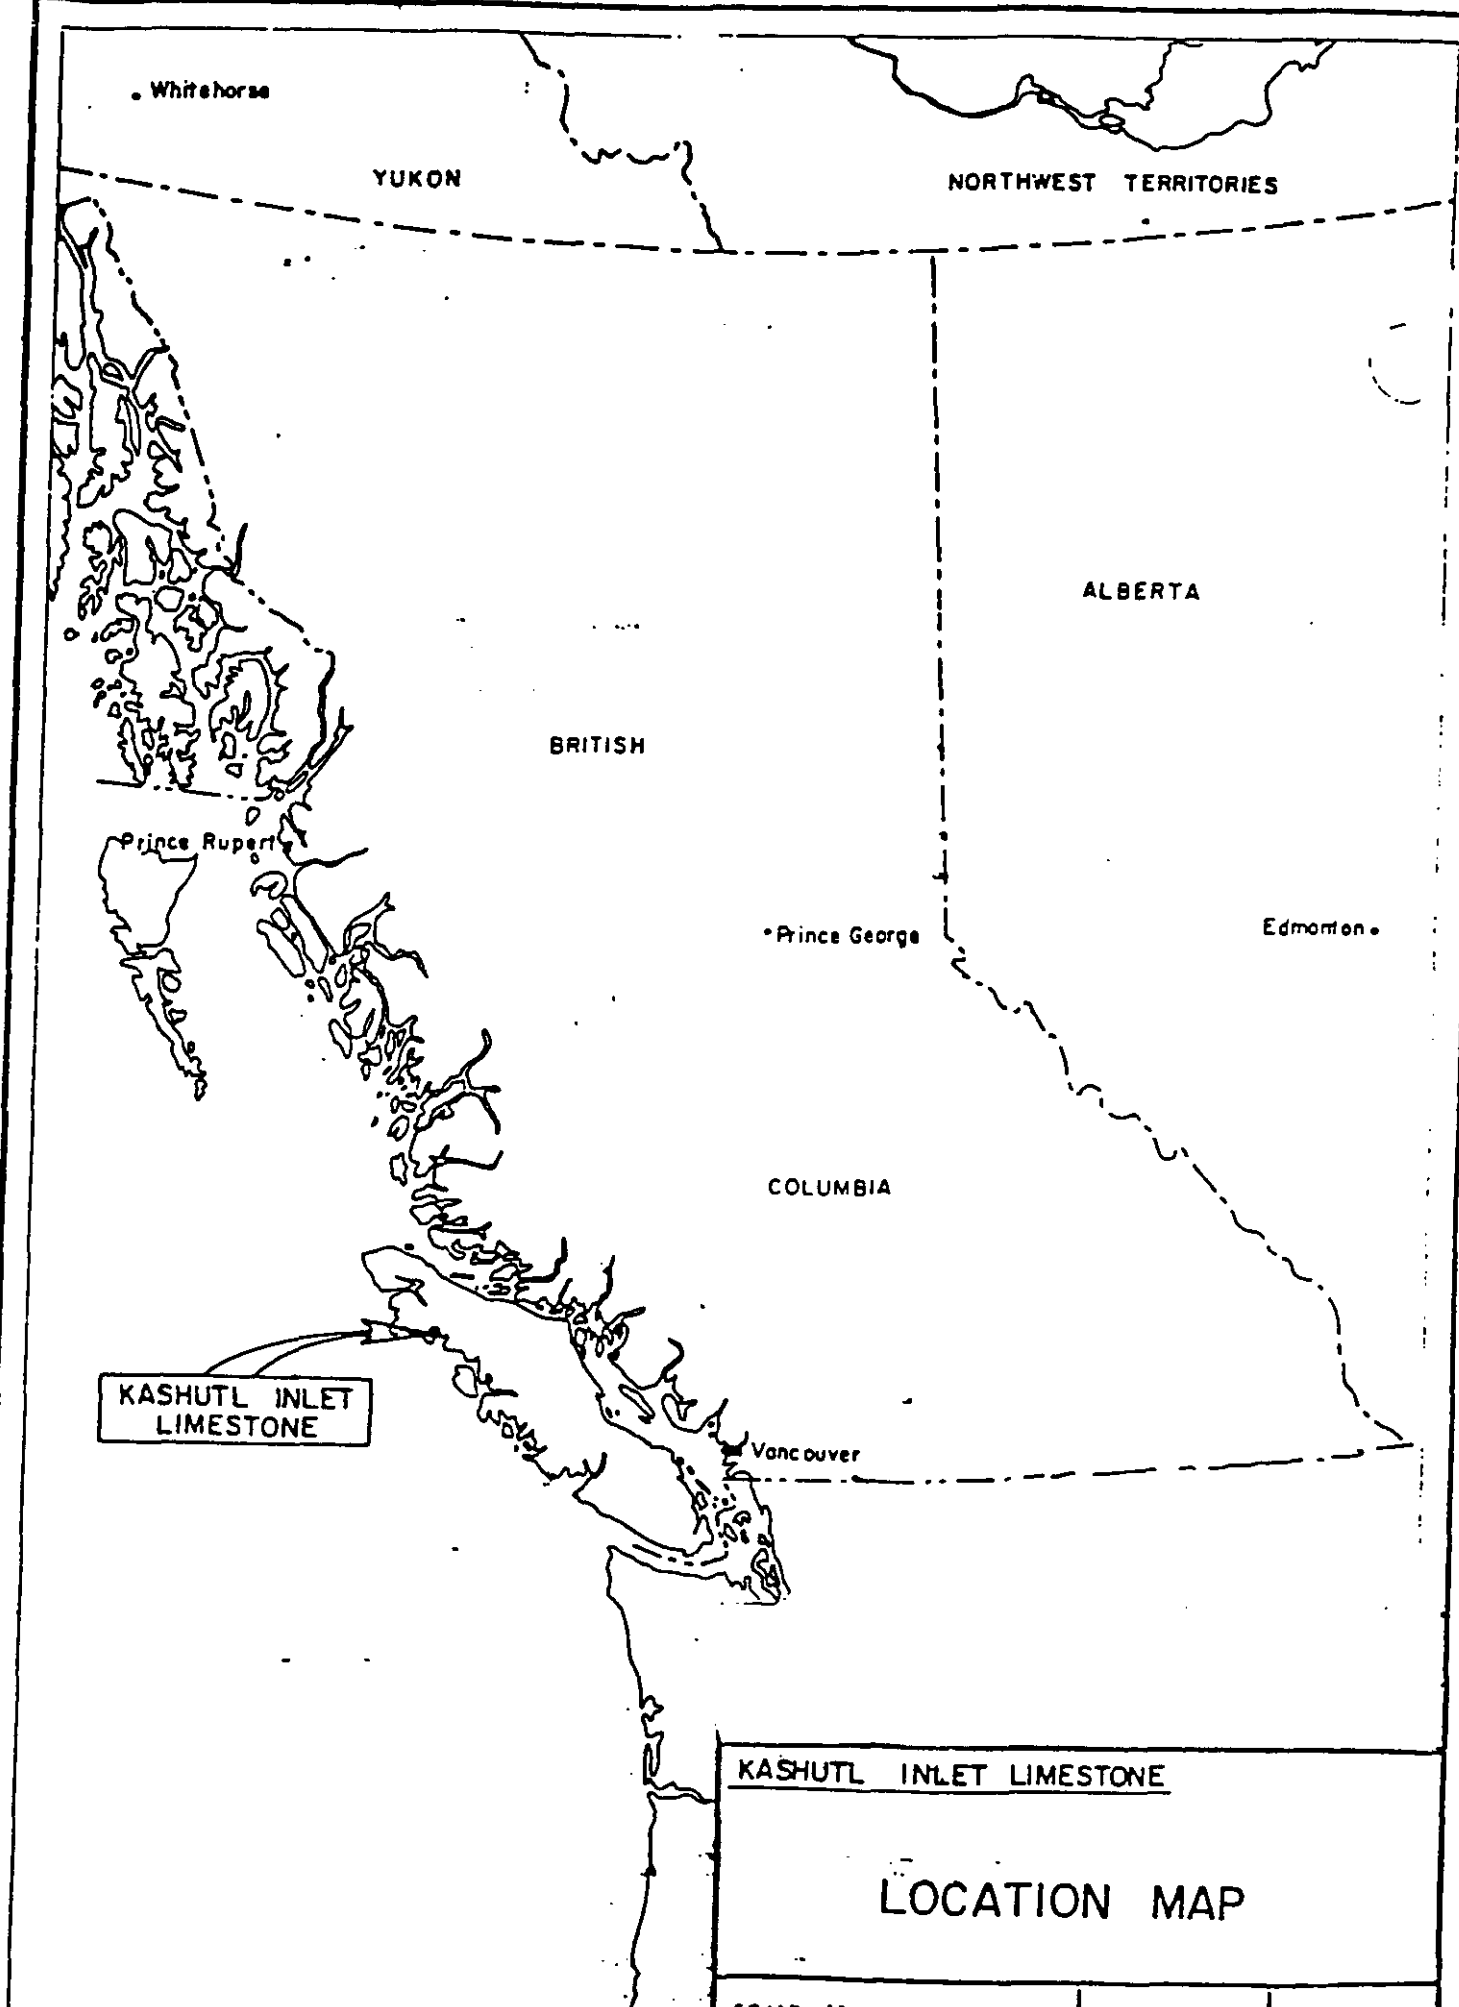 Whitehorse
YUKON
NORTHWEST TERRITORIES
ALBERTA
BRITISH
Prince Rupert
Prince George
Edmonton
COLUMBIA
KASHUTL INLET
LIMESTONE
Vancouver
KASHUTL INLET LIMESTONE
LOCATION MAP